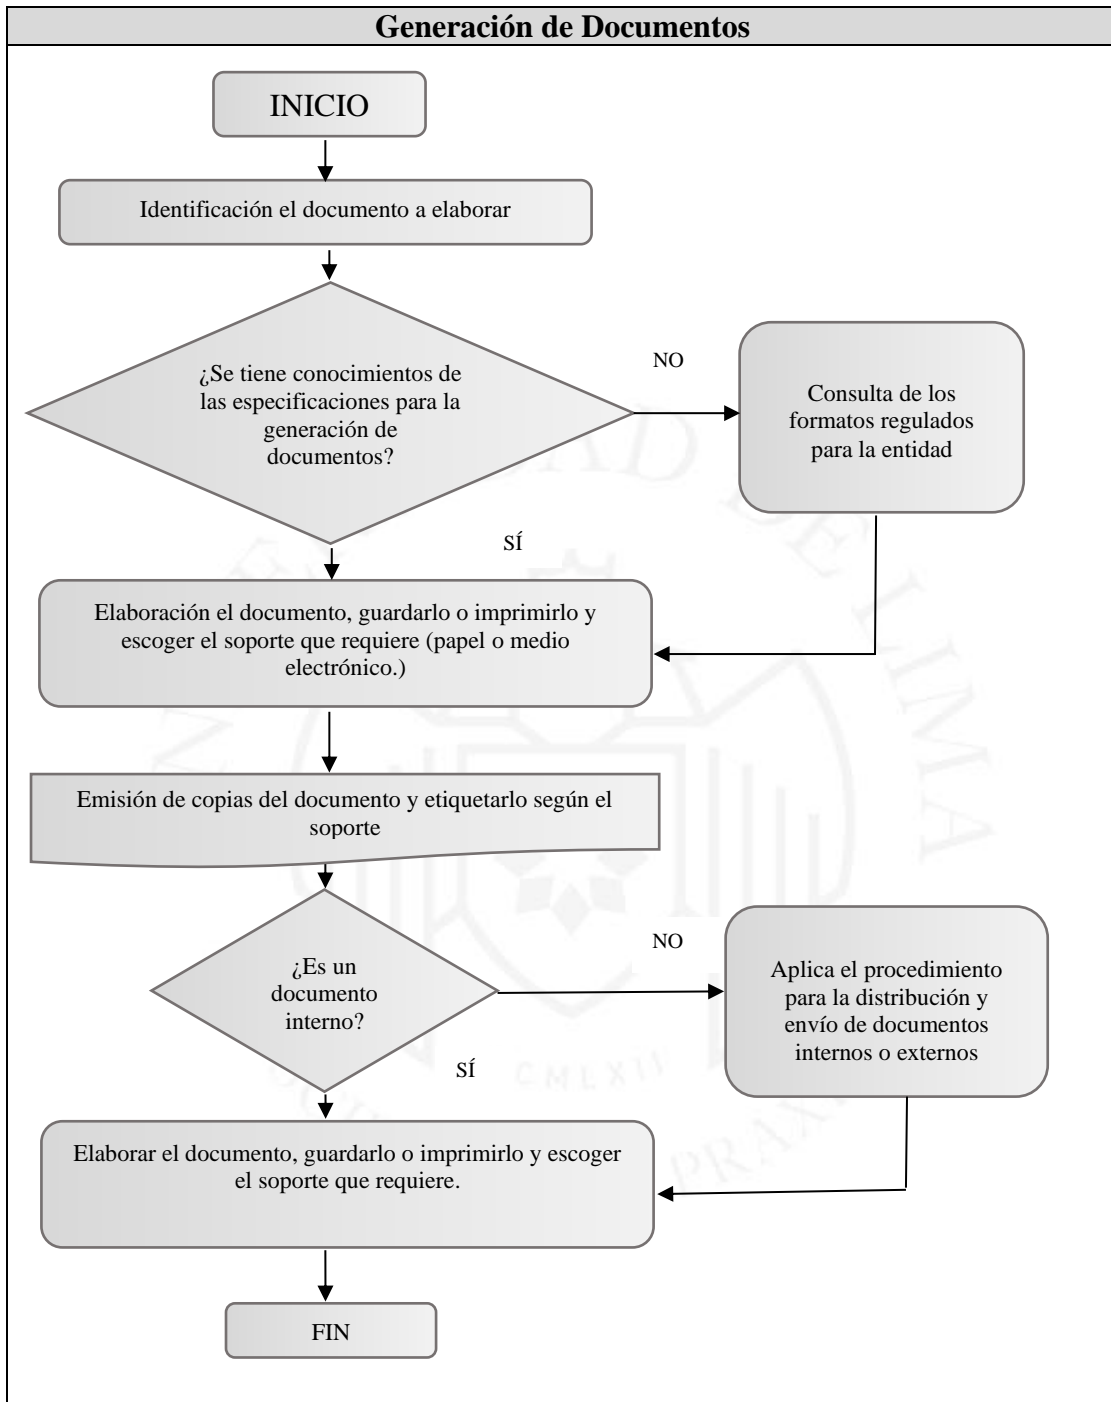 Generación de Documentos
INICIO
Identificación el documento a elaborar
¿Se tiene conocimientos de
las especificaciones para la
generación de
documentos?
NO
Consulta de los
formatos regulados
para la entidad
SÍ
Elaboración el documento, guardarlo o imprimirlo y
escoger el soporte que requiere (papel o medio
electrónico.)
Emisión de copias del documento y etiquetarlo según el
soporte
¿Es un
documento
interno?
NO
Aplica el procedimiento
para la distribución y
envío de documentos
internos o externos
SÍ
Elaborar el documento, guardarlo o imprimirlo y escoger
el soporte que requiere.
FIN